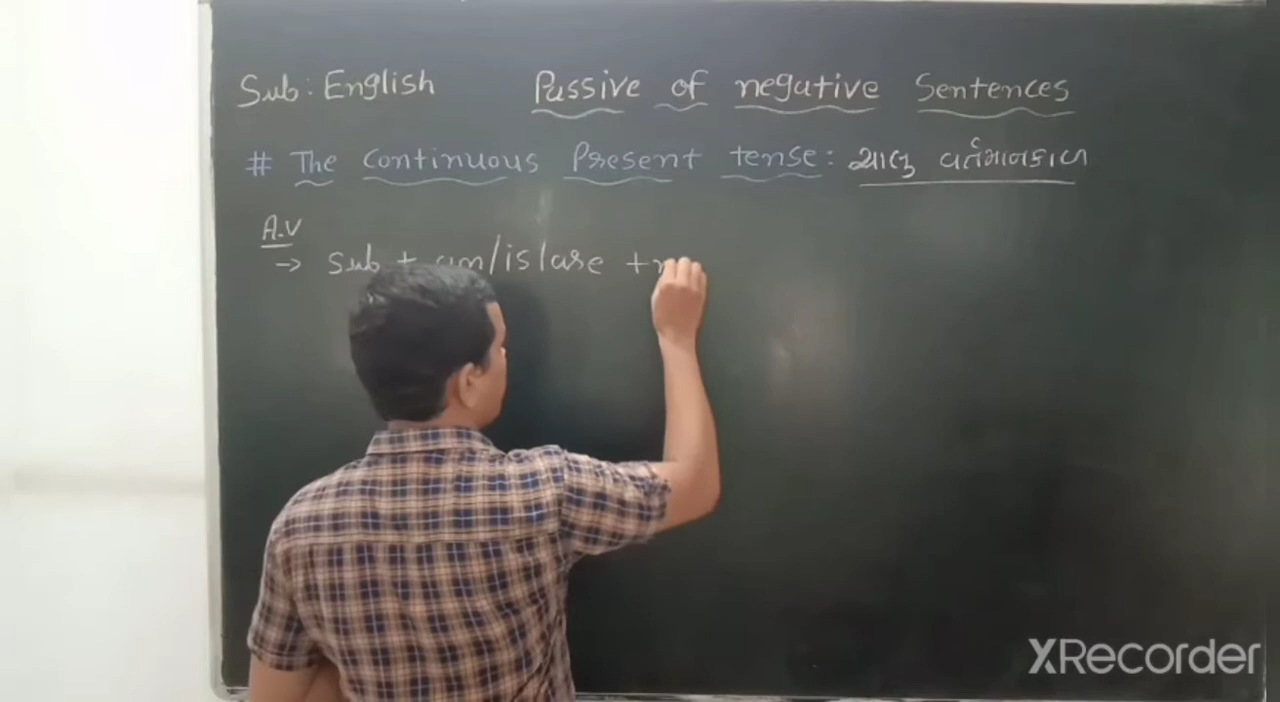 Sub: English Passive of negative Sentences
# The Continuous Present tense: ચાલુ વર્તમાનકાળ
A.V
→ Sub + am/is/are +
XRecorder